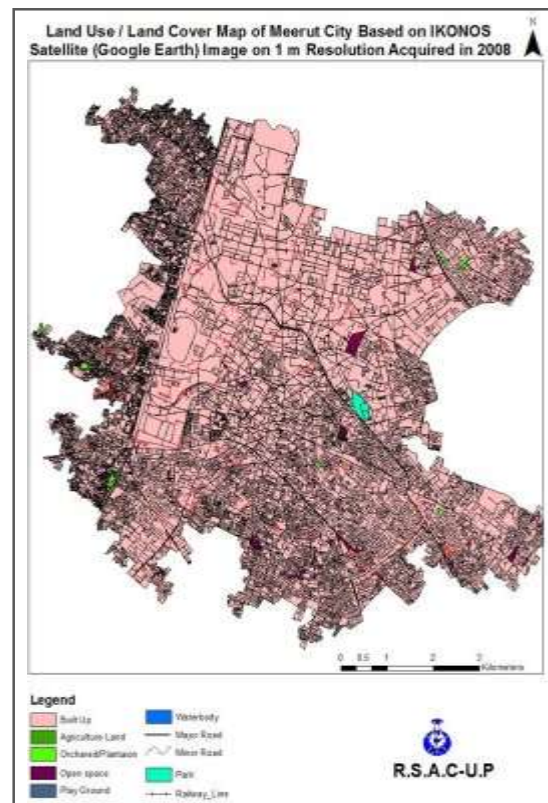 Land Use / Land Cover Map of Meerut City Based on IKONOS
Satellite (Google Earth) Image on 1 m Resolution Acquired in 2008
N
0 0.5 1 2 3
Kilometers
Legend
Built Up
Agriculture Land
Orchared/Plantaion
Open space
Play Ground
Waterbody
Major Road
Minor Road
Park
Railway_Line
R.S.A.C-U.P